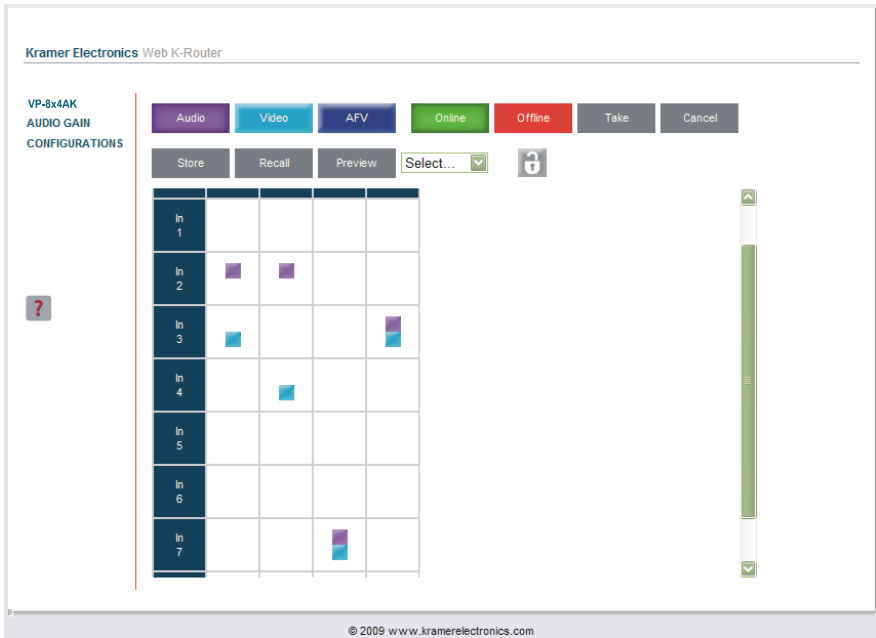 Kramer Electronics Web K-Router
VP-8x4AK
AUDIO GAIN
CONFIGURATIONS
Audio
Video
AFV
Online
Offline
Take
Cancel
Store
Recall
Preview
Select...
In
1
In
2
In
3
In
4
In
5
In
6
In
7
?
© 2009 www.kramerelectronics.com